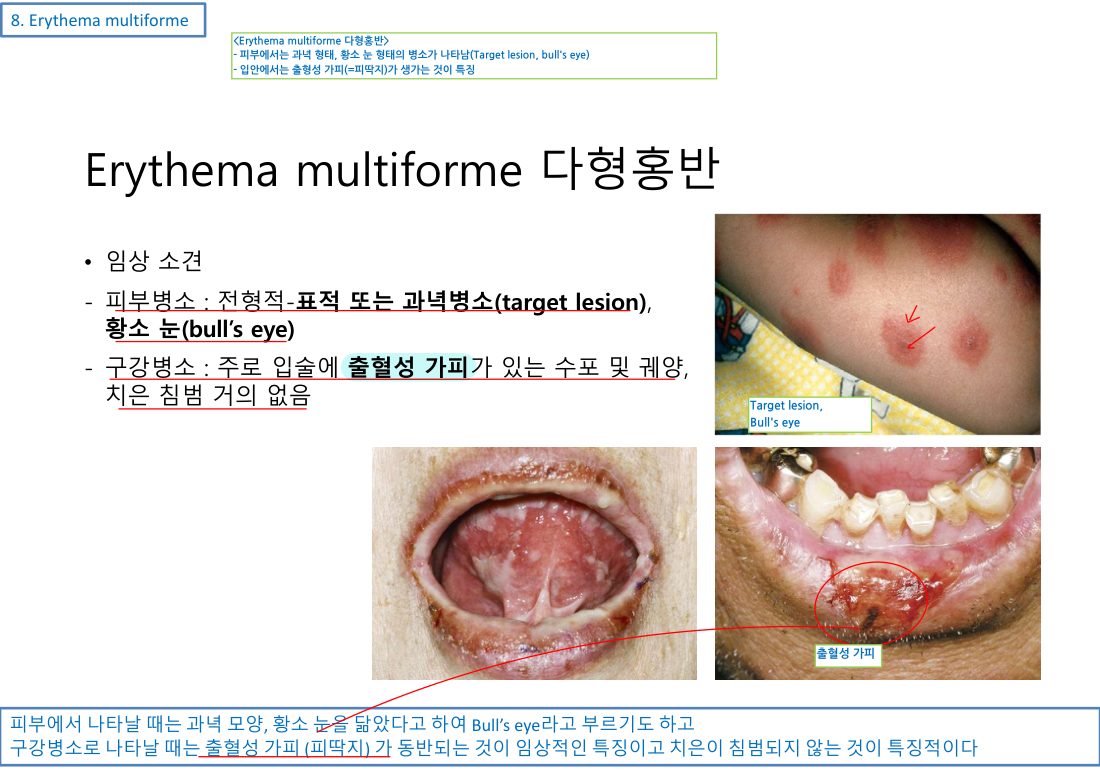 8. Erythema multiforme
<Erythema multiforme 다형홍반>
- 피부에서는 과녁 형태, 황소 눈 형태의 병소가 나타남(Target lesion, bull's eye)
- 입안에서는 출형성 가피(=피딱지)가 생가는 것이 특징
Erythema multiforme 다형홍반
• 임상 소견
- 피부병소 : 전형적-표적 또는 과녁병소(target lesion),
황소 눈(bull's eye)
- 구강병소 : 주로 입술에 출혈성 가피가 있는 수포 및 궤양,
치은 침범 거의 없음
Target lesion,
Bull's eye
출혈성 가피
피부에서 나타날 때는 과녁 모양, 황소 눈을 닮았다고 하여 Bull's eye라고 부르기도 하고
구강병소로 나타날 때는 출혈성 가피 (피딱지) 가 동반되는 것이 임상적인 특징이고 치은이 침범되지 않는 것이 특징적이다